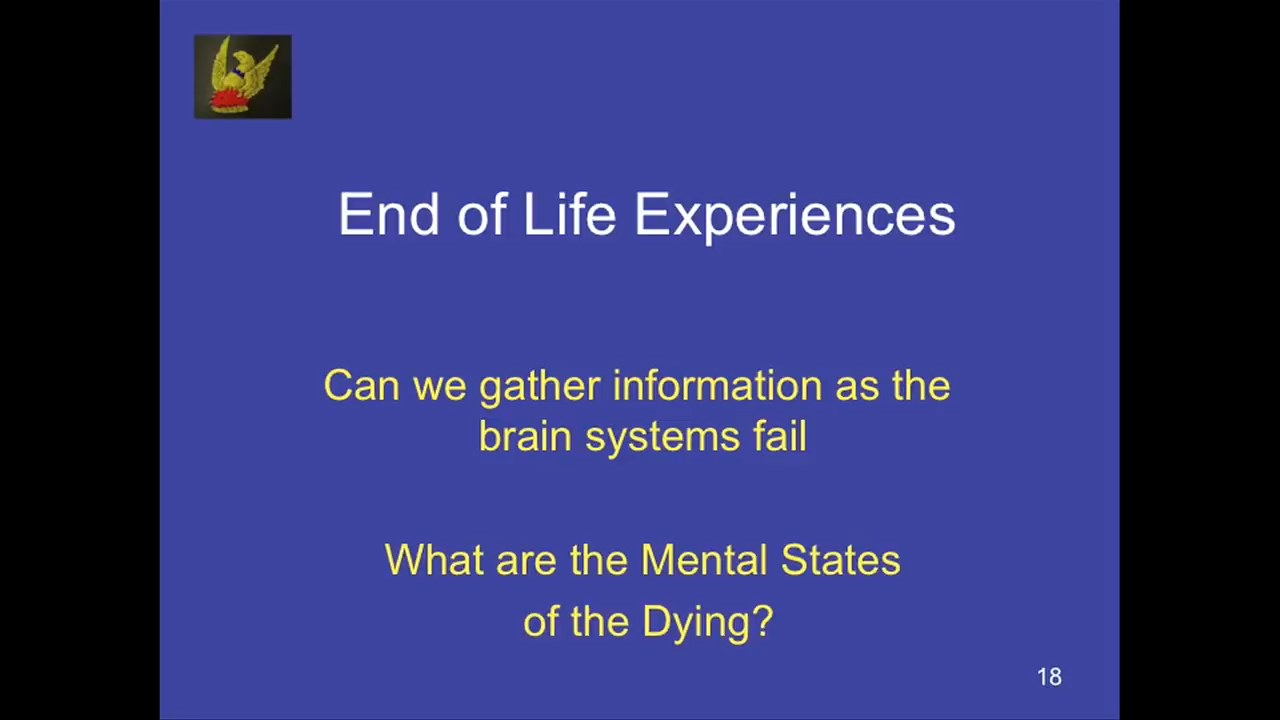 End of Life Experiences
Can we gather information as the
brain systems fail
What are the Mental States
of the Dying?
18